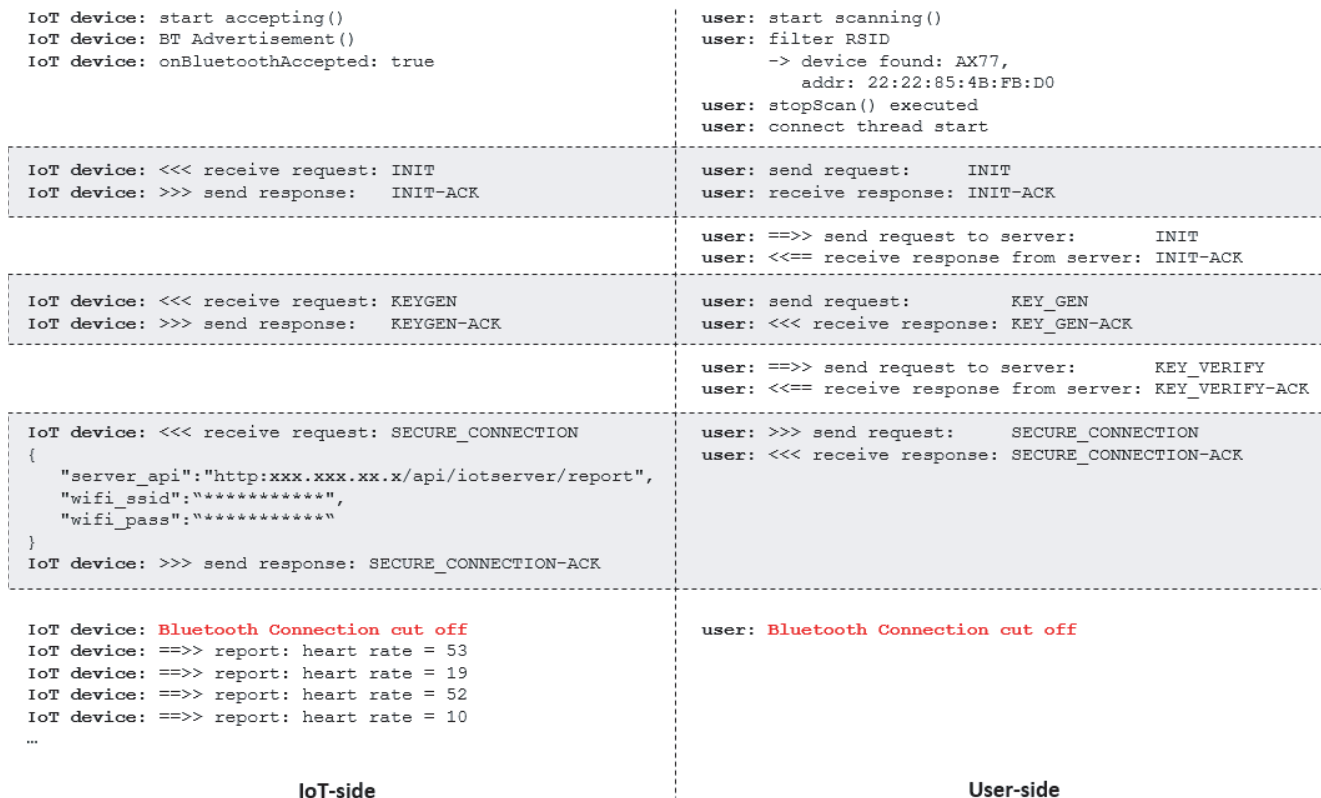 IoT device: start accepting()
IoT device: BT Advertisement()
IoT device: onBluetoothAccepted: true
user: start scanning()
user: filter RSID
-> device found: AX77,
addr: 22:22:85:4B:FB:D0
user: stopScan() executed
user: connect thread start
IoT device: <<< receive request: INIT
IoT device: >>> send response: INIT-ACK
user: send request: INIT
user: receive response: INIT-ACK
user: ==>> send request to server: INIT
user: <<== receive response from server: INIT-ACK
IoT device: <<< receive request: KEYGEN
IoT device: >>> send response: KEYGEN-ACK
user: send request: KEY_GEN
user: <<< receive response: KEY_GEN-ACK
user: ==>> send request to server: KEY_VERIFY
user: <<== receive response from server: KEY_VERIFY-ACK
IoT device: <<< receive request: SECURE_CONNECTION
{
"server_api":"http:xxx.xxx.xx.x/api/iotserver/report",
"wifi_ssid":“***********",
"wifi_pass":“***********“
}
IoT device: >>> send response: SECURE_CONNECTION-ACK
user: >>> send request: SECURE_CONNECTION
user: <<< receive response: SECURE_CONNECTION-ACK
IoT device: Bluetooth Connection cut off
IoT device: ==>> report: heart rate = 53
IoT device: ==>> report: heart rate = 19
IoT device: ==>> report: heart rate = 52
IoT device: ==>> report: heart rate = 10
…
user: Bluetooth Connection cut off
IoT-side
User-side